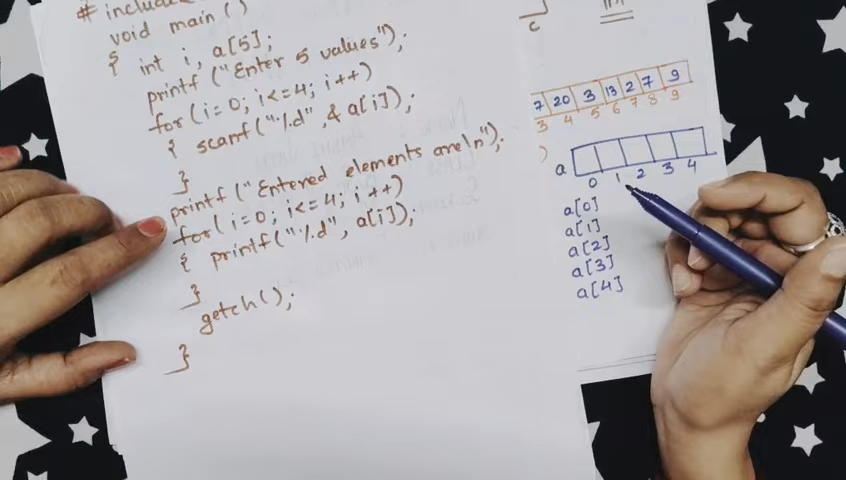 #include
void main()
{ int i, a[5];
printf("Enter 5 values");
for(i=0; i<=4; i++)
{ scanf("%d" & a[i]);
}
printf("Entered elements are\n");
for(i=0; i<=4; i++)
{ printf("%d", a[i]);
}
getch();
}
c
7 20 3 13 2 7 9
3 4 5 6 7 8 9
)
a
0 1 2 3 4
a[0]
a[1]
a[2]
a[3]
a[4]